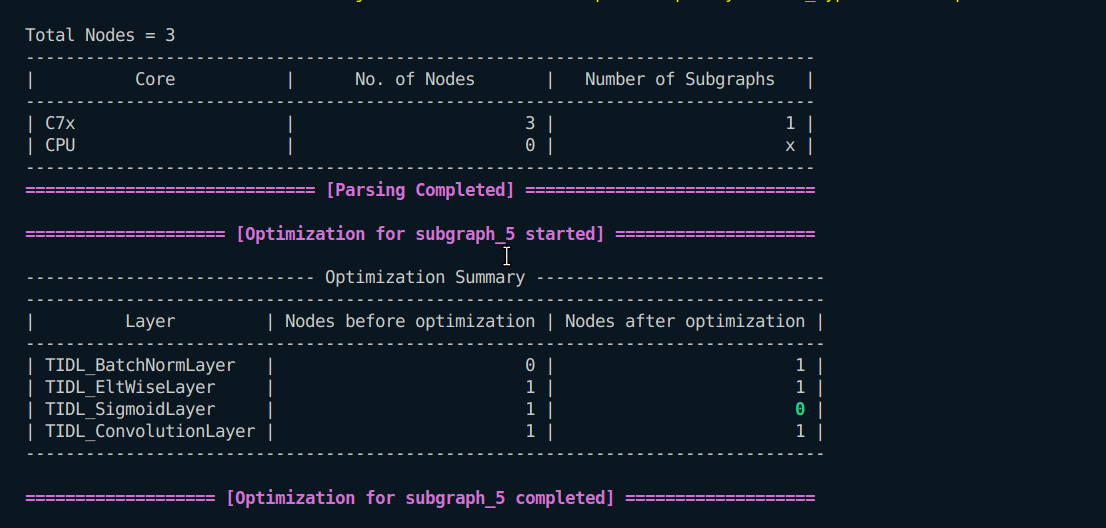 Total Nodes = 3
-------------------------------------------------------------------------------
|          Core           |      No. of Nodes       |   Number of Subgraphs   |
-------------------------------------------------------------------------------
| C7x                     |                       3 |                       1 |
| CPU                     |                       0 |                       x |
-------------------------------------------------------------------------------
============================= [Parsing Completed] =============================
==================== [Optimization for subgraph_5 started] ====================
----------------------------- Optimization Summary -----------------------------
--------------------------------------------------------------------------------
|         Layer         | Nodes before optimization | Nodes after optimization |
--------------------------------------------------------------------------------
| TIDL_BatchNormLayer   |                         0 |                        1 |
| TIDL_EltWiseLayer     |                         1 |                        1 |
| TIDL_SigmoidLayer     |                         1 |                        0 |
| TIDL_ConvolutionLayer |                         1 |                        1 |
--------------------------------------------------------------------------------
=================== [Optimization for subgraph_5 completed] ===================